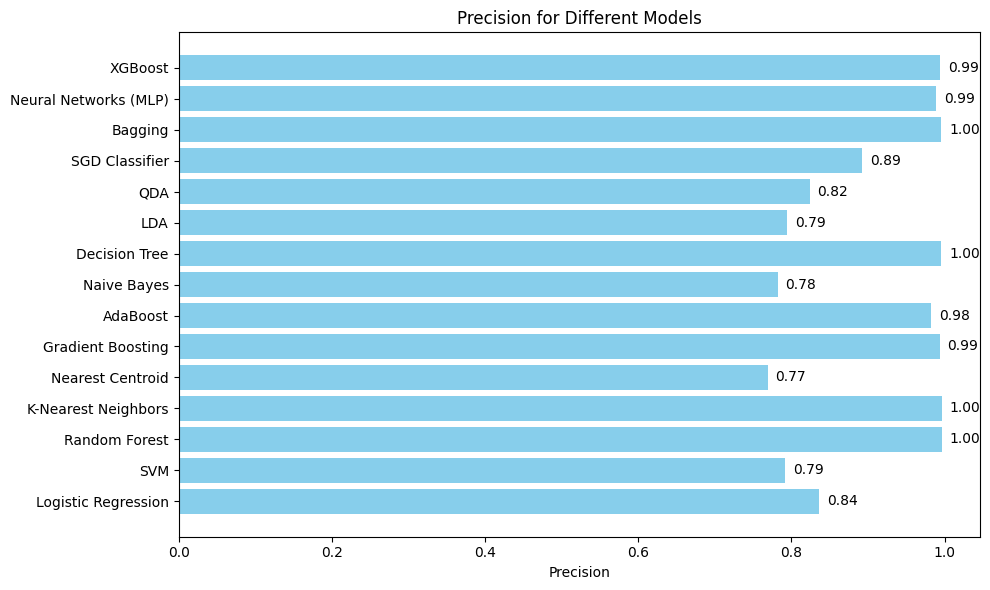 Precision for Different Models
XGBoost 0.99
Neural Networks (MLP) 0.99
Bagging 1.00
SGD Classifier 0.89
QDA 0.82
LDA 0.79
Decision Tree 1.00
Naive Bayes 0.78
AdaBoost 0.98
Gradient Boosting 0.99
Nearest Centroid 0.77
K-Nearest Neighbors 1.00
Random Forest 1.00
SVM 0.79
Logistic Regression 0.84
0.0 0.2 0.4 0.6 0.8 1.0
Precision